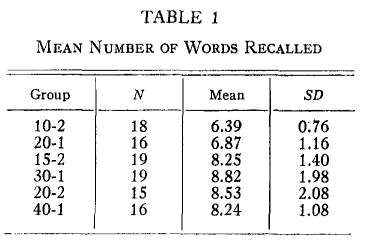 TABLE 1
MEAN NUMBER OF WORDS RECALLED
Group N Mean SD
10-2 18 6.39 0.76
20-1 16 6.87 1.16
15-2 19 8.25 1.40
30-1 19 8.82 1.98
20-2 15 8.53 2.08
40-1 16 8.24 1.08